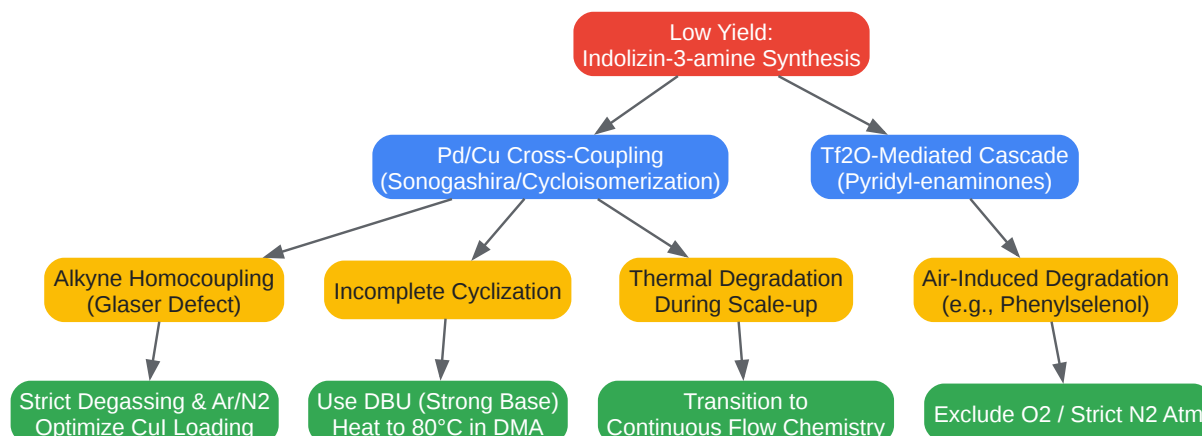 Low Yield:
Indolizin-3-amine Synthesis
Pd/Cu Cross-Coupling
(Sonogashira/Cycloisomerization)
Tf2O-Mediated Cascade
(Pyridyl-enaminones)
Alkyne Homocoupling
(Glaser Defect)
Incomplete Cyclization
Thermal Degradation
During Scale-up
Air-Induced Degradation
(e.g., Phenylselenol)
Strict Degassing & Ar/N2
Optimize CuI Loading
Use DBU (Strong Base)
Heat to 80°C in DMA
Transition to
Continuous Flow Chemistry
Exclude O2 / Strict N2 Atm